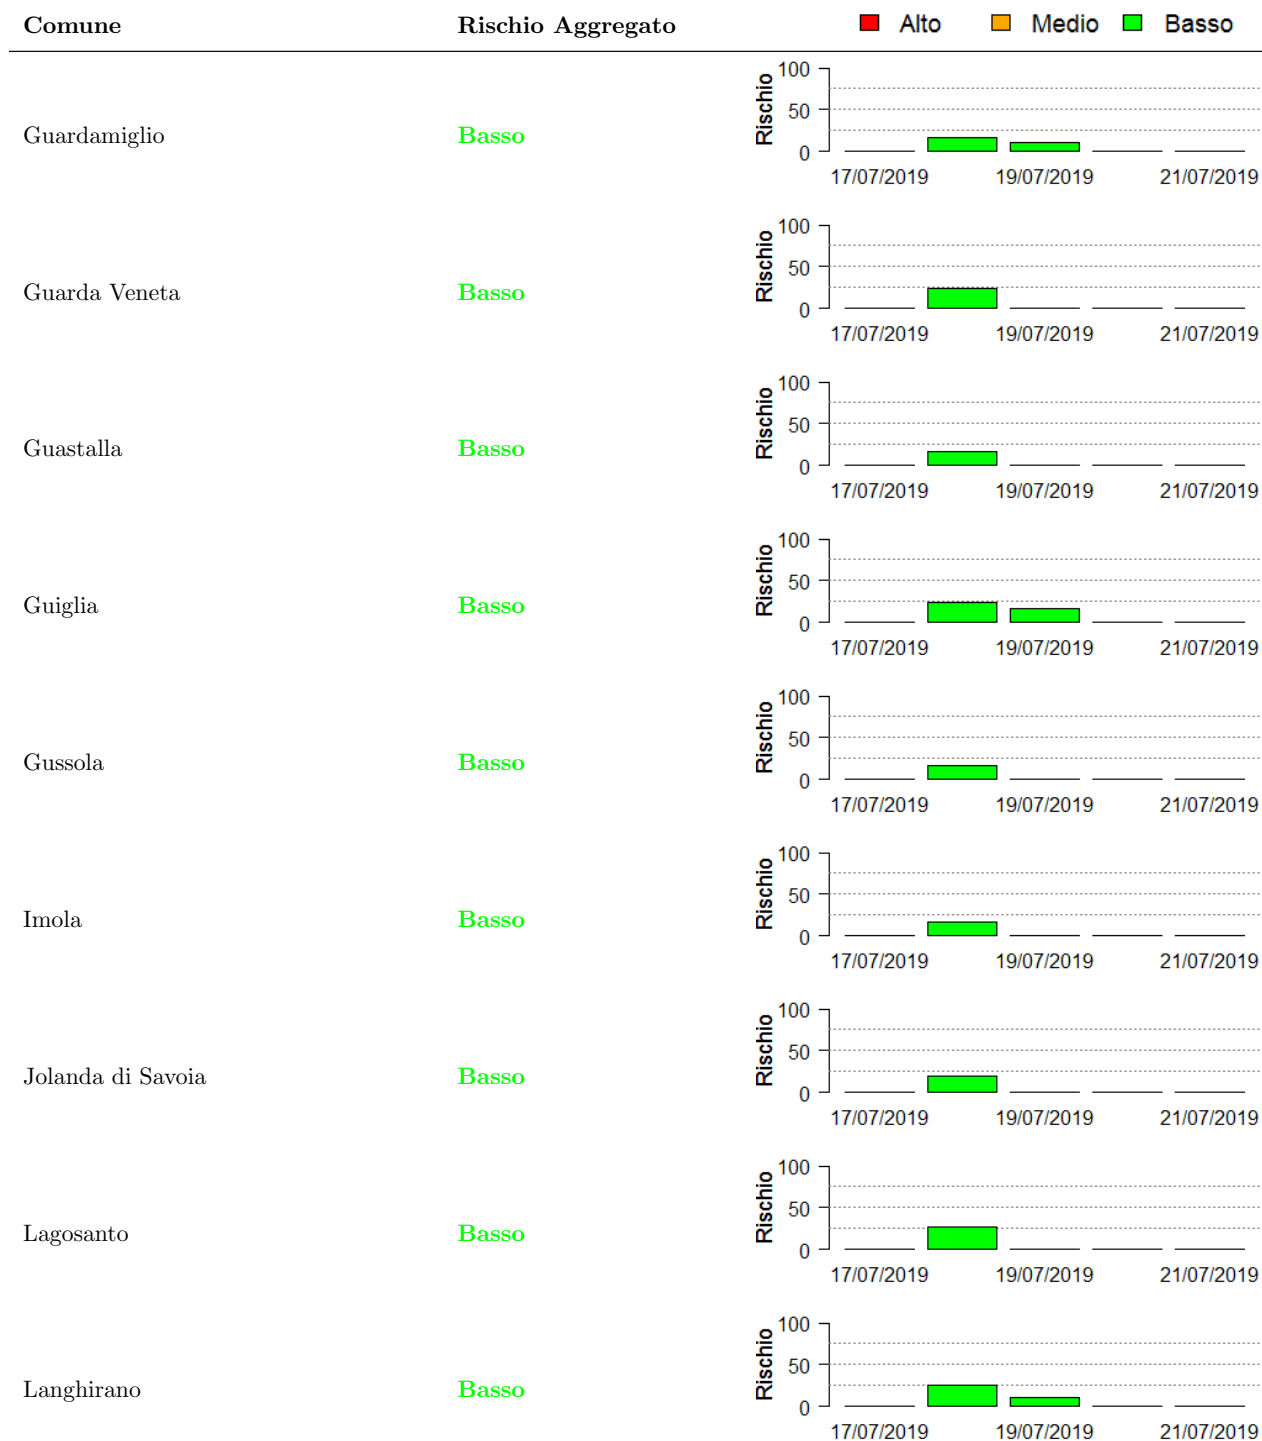 Comune Rischio Aggregato Alto Medio Basso
100
50
0
Rischio
Guardamiglio Basso
17/07/2019 19/07/2019 21/07/2019
100
50
0
Rischio
Guarda Veneta Basso
17/07/2019 19/07/2019 21/07/2019
100
50
0
Rischio
Guastalla Basso
17/07/2019 19/07/2019 21/07/2019
100
50
0
Rischio
Guiglia Basso
17/07/2019 19/07/2019 21/07/2019
100
50
0
Rischio
Gussola Basso
17/07/2019 19/07/2019 21/07/2019
100
50
0
Rischio
Imola Basso
17/07/2019 19/07/2019 21/07/2019
100
50
0
Rischio
Jolanda di Savoia Basso
17/07/2019 19/07/2019 21/07/2019
100
50
0
Rischio
Lagosanto Basso
17/07/2019 19/07/2019 21/07/2019
100
50
0
Rischio
Langhirano Basso
17/07/2019 19/07/2019 21/07/2019